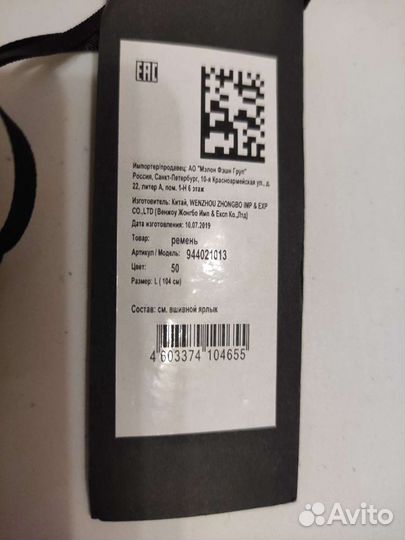 EAC
Импортер/продавец: АО "Мэлон Фэшн Груп"
Россия, Санкт-Петербург, 10-я Красноармейская ул., д.
22, литер А, пом. 1-Н 6 этаж
Изготовитель: Китай, WENZHOU ZHONGBO IMP & EXP
CO.,LTD (Венжоу Жонгбо Имп & Експ Ко.,Лтд)
Дата изготовления: 10.07.2019
Товар: ремень
Артикул / Модель: 944021013
Цвет: 50
Размер: L ( 104 см)
Состав: см. вшивной ярлык
4 603374 104655
Avito